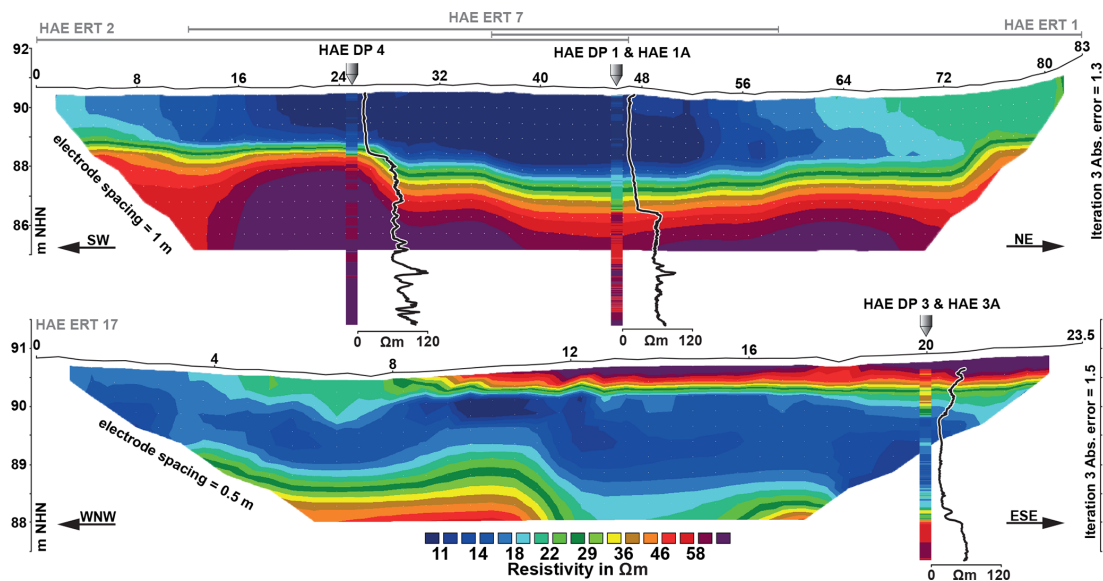 HAE ERT 7
HAE ERT 2
HAE ERT 1
HAE DP 4
HAE DP 1 & HAE 1A
83
92
0 8 16 24 32 40 48 56 64 72 80
90
88
86
m NHN
electrode spacing = 1 m
SW
NE
Iteration 3 Abs. error = 1.3
0 Ωm 120
0 Ωm 120
HAE DP 3 & HAE 3A
HAE ERT 17
91
0 4 8 12 16 20 23.5
90
89
88
m NHN
electrode spacing = 0.5 m
WNW
ESE
Iteration 3 Abs. error = 1.5
11 14 18 22 29 36 46 58
Resistivity in Ωm
0 Ωm 120